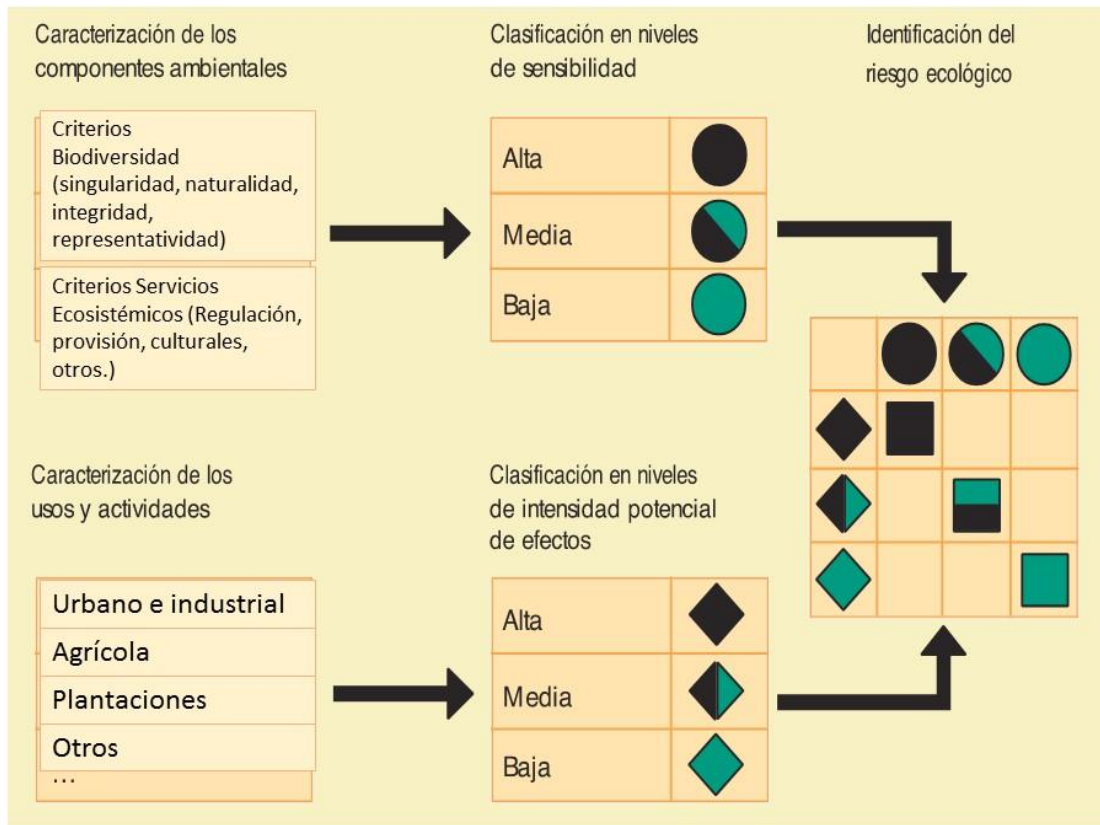 Caracterización de los
componentes ambientales
Criterios
Biodiversidad
(singularidad, naturalidad,
integridad,
representatividad)
Criterios Servicios
Ecosistémicos (Regulación,
provisión, culturales,
otros.)
Clasificación en niveles
de sensibilidad
Alta
Media
Baja
Identificación del
riesgo ecológico
Caracterización de los
usos y actividades
Urbano e industrial
Agrícola
Plantaciones
Otros
...
Clasificación en niveles
de intensidad potencial
de efectos
Alta
Media
Baja